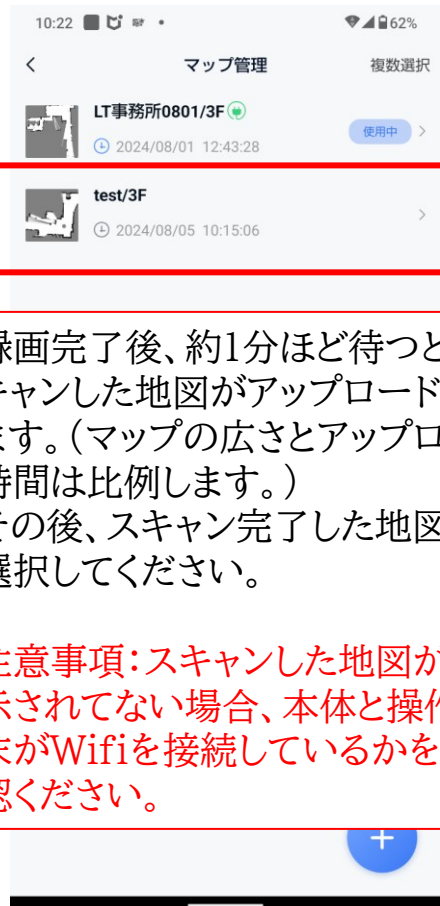 10:22 62%
マップ管理 複数選択
LT事務所0801/3F
2024/08/01 12:43:28 使用中
test/3F
2024/08/05 10:15:06
録画完了後、約1分ほど待つと
キャンした地図がアップロード
ます。(マップの広さとアップロ
時間は比例します。)
その後、スキャン完了した地図
選択してください。
注意事項:スキャンした地図が
示されてない場合、本体と操作
末がWifiを接続しているかを
認ください。